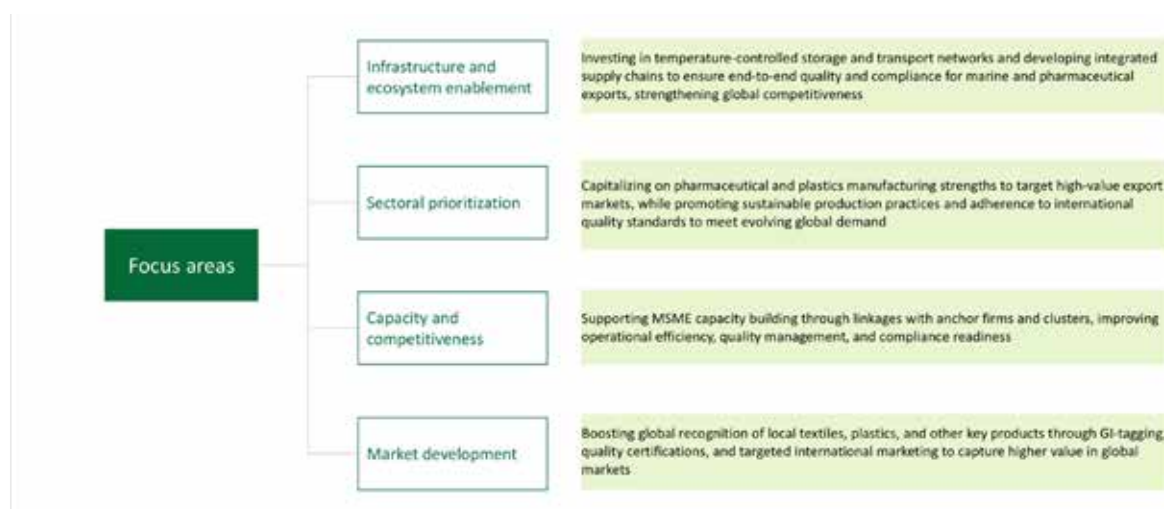 Infrastructure and
ecosystem enablement
Investing in temperature-controlled storage and transport networks and developing integrated
supply chains to ensure end-to-end quality and compliance for marine and pharmaceutical
exports, strengthening global competitiveness
Sectoral prioritization
Capitalizing on pharmaceutical and plastics manufacturing strengths to target high-value export
markets, while promoting sustainable production practices and adherence to international
quality standards to meet evolving global demand
Focus areas
Capacity and
competitiveness
Supporting MSME capacity building through linkages with anchor firms and clusters, improving
operational efficiency, quality management, and compliance readiness
Market development
Boosting global recognition of local textiles, plastics, and other key products through GI-tagging,
quality certifications, and targeted international marketing to capture higher value in global
markets